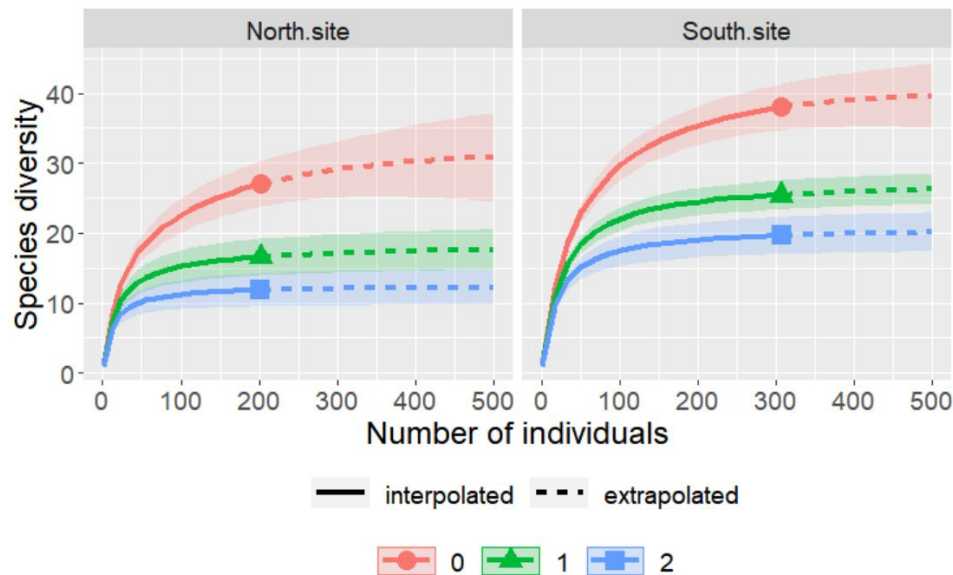 North.site South.site
Species diversity
40
30
20
10
0
0 100 200 300 400 500 0 100 200 300 400 500
Number of individuals
interpolated extrapolated
0 1 2